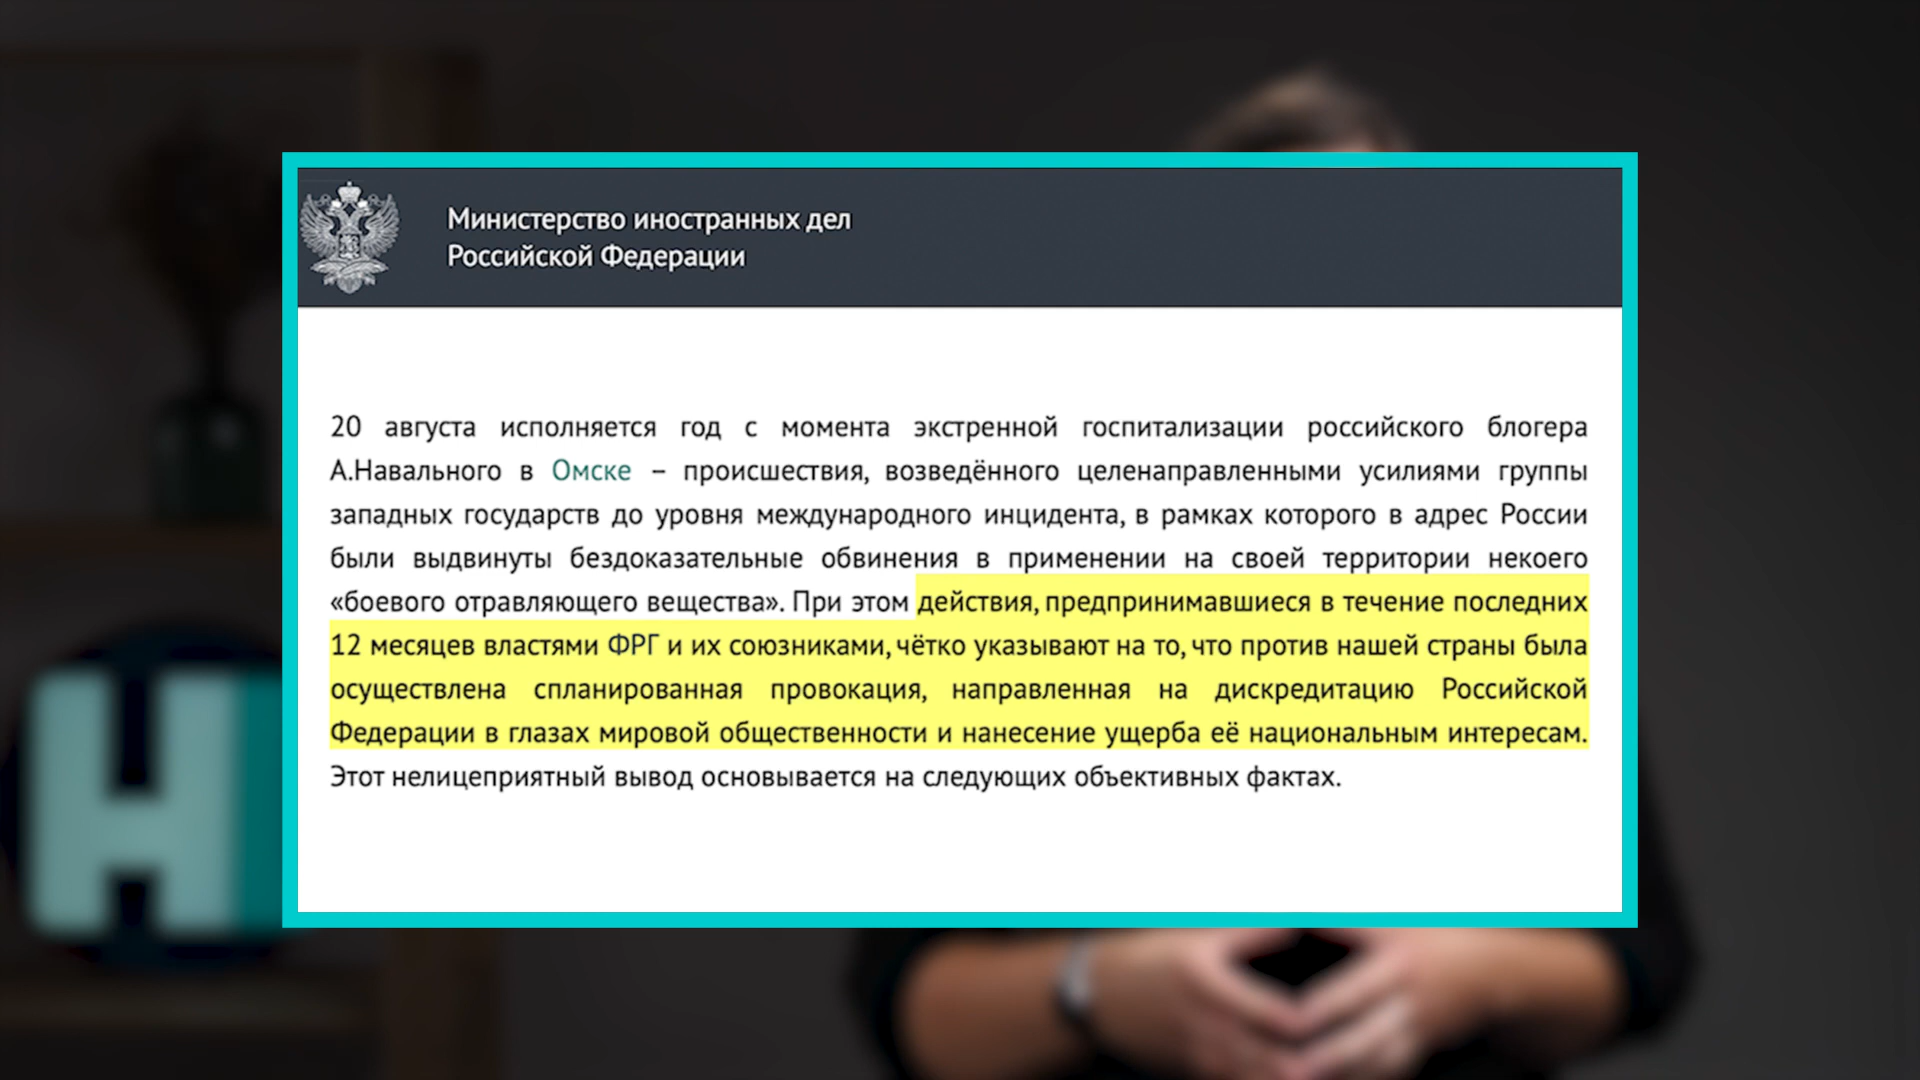 Министерство иностранных дел
Российской Федерации
20 августа исполняется год с момента экстренной госпитализации российского блогера
А.Навального в Омске – происшествия, возведённого целенаправленными усилиями группы
западных государств до уровня международного инцидента, в рамках которого в адрес России
были выдвинуты бездоказательные обвинения в применении на своей территории некоего
«боевого отравляющего вещества». При этом действия, предпринимавшиеся в течение последних
12 месяцев властями ФРГ и их союзниками, чётко указывают на то, что против нашей страны была
осуществлена спланированная провокация, направленная на дискредитацию Российской
Федерации в глазах мировой общественности и нанесение ущерба её национальным интересам.
Этот нелицеприятный вывод основывается на следующих объективных фактах.
Н